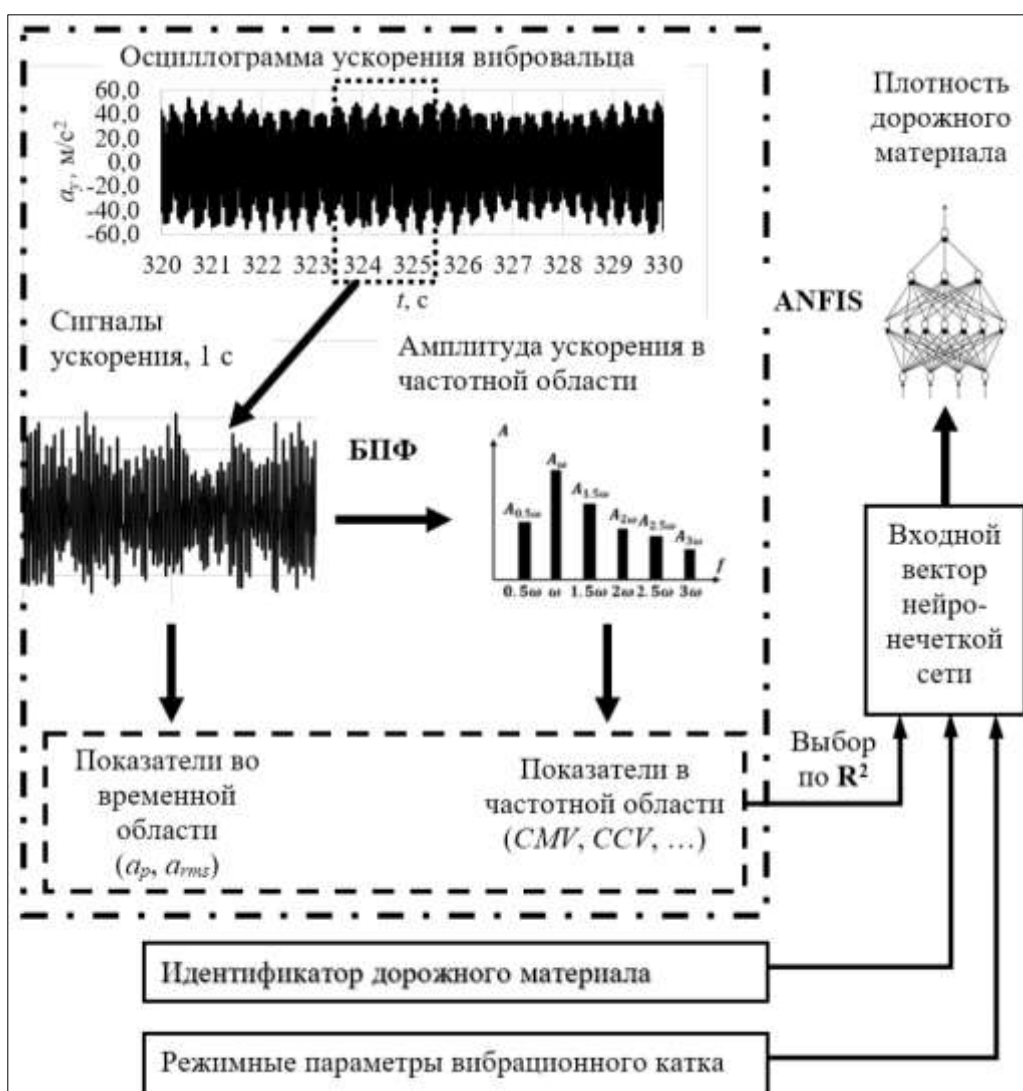 Осциллограмма ускорения вибровальца
60,0
40,0
20,0
0,0
-20,0
-40,0
-60,0
a_y, м/с²
320 321 322 323 324 325 326 327 328 329 330
t, с
Сигналы
ускорения, 1 с
Амплитуда ускорения в
частотной области
БПФ
A
A_0.5ω
A_ω
A_1.5ω
A_2ω
A_2.5ω
A_3ω
f
0.5ω ω 1.5ω 2ω 2.5ω 3ω
Показатели во
временной
области
(a_p, a_rms)
Показатели в
частотной области
(CMV, CCV, …)
Плотность
дорожного
материала
ANFIS
Входной
вектор
нейро-
нечеткой
сети
Выбор
по R²
Идентификатор дорожного материала
Режимные параметры вибрационного катка